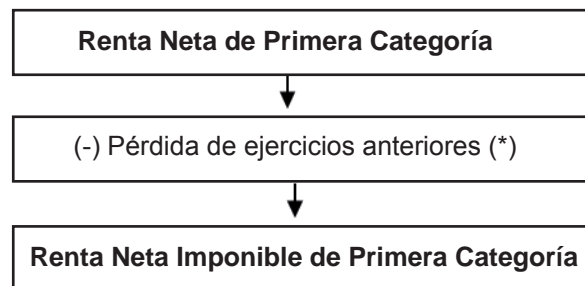 Renta Neta de Primera Categoría
(-) Pérdida de ejercicios anteriores (*)
Renta Neta Imponible de Primera Categoría